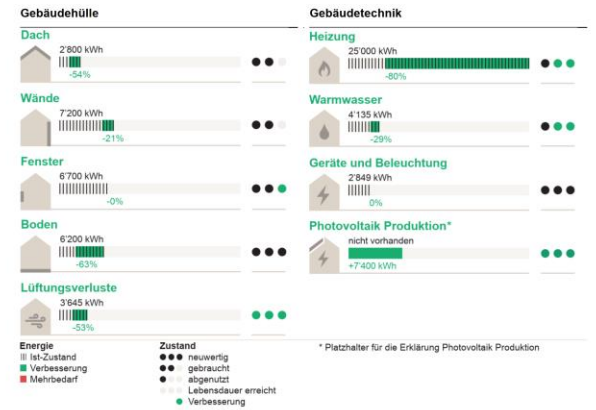 Gebäudehülle
Dach
2'800 kWh
-54%
Wände
7'200 kWh
-21%
Fenster
6'700 kWh
-0%
Boden
6'200 kWh
-63%
Lüftungsverluste
3'645 kWh
-53%
Gebäudetechnik
Heizung
25'000 kWh
-80%
Warmwasser
4'135 kWh
-29%
Geräte und Beleuchtung
2'849 kWh
0%
Photovoltaik Produktion*
nicht vorhanden
+7'400 kWh
Energie
Ist-Zustand
Verbesserung
Mehrbedarf
Zustand
neuwertig
gebraucht
abgenutzt
Lebensdauer erreicht
Verbesserung
* Platzhalter für die Erklärung Photovoltaik Produktion